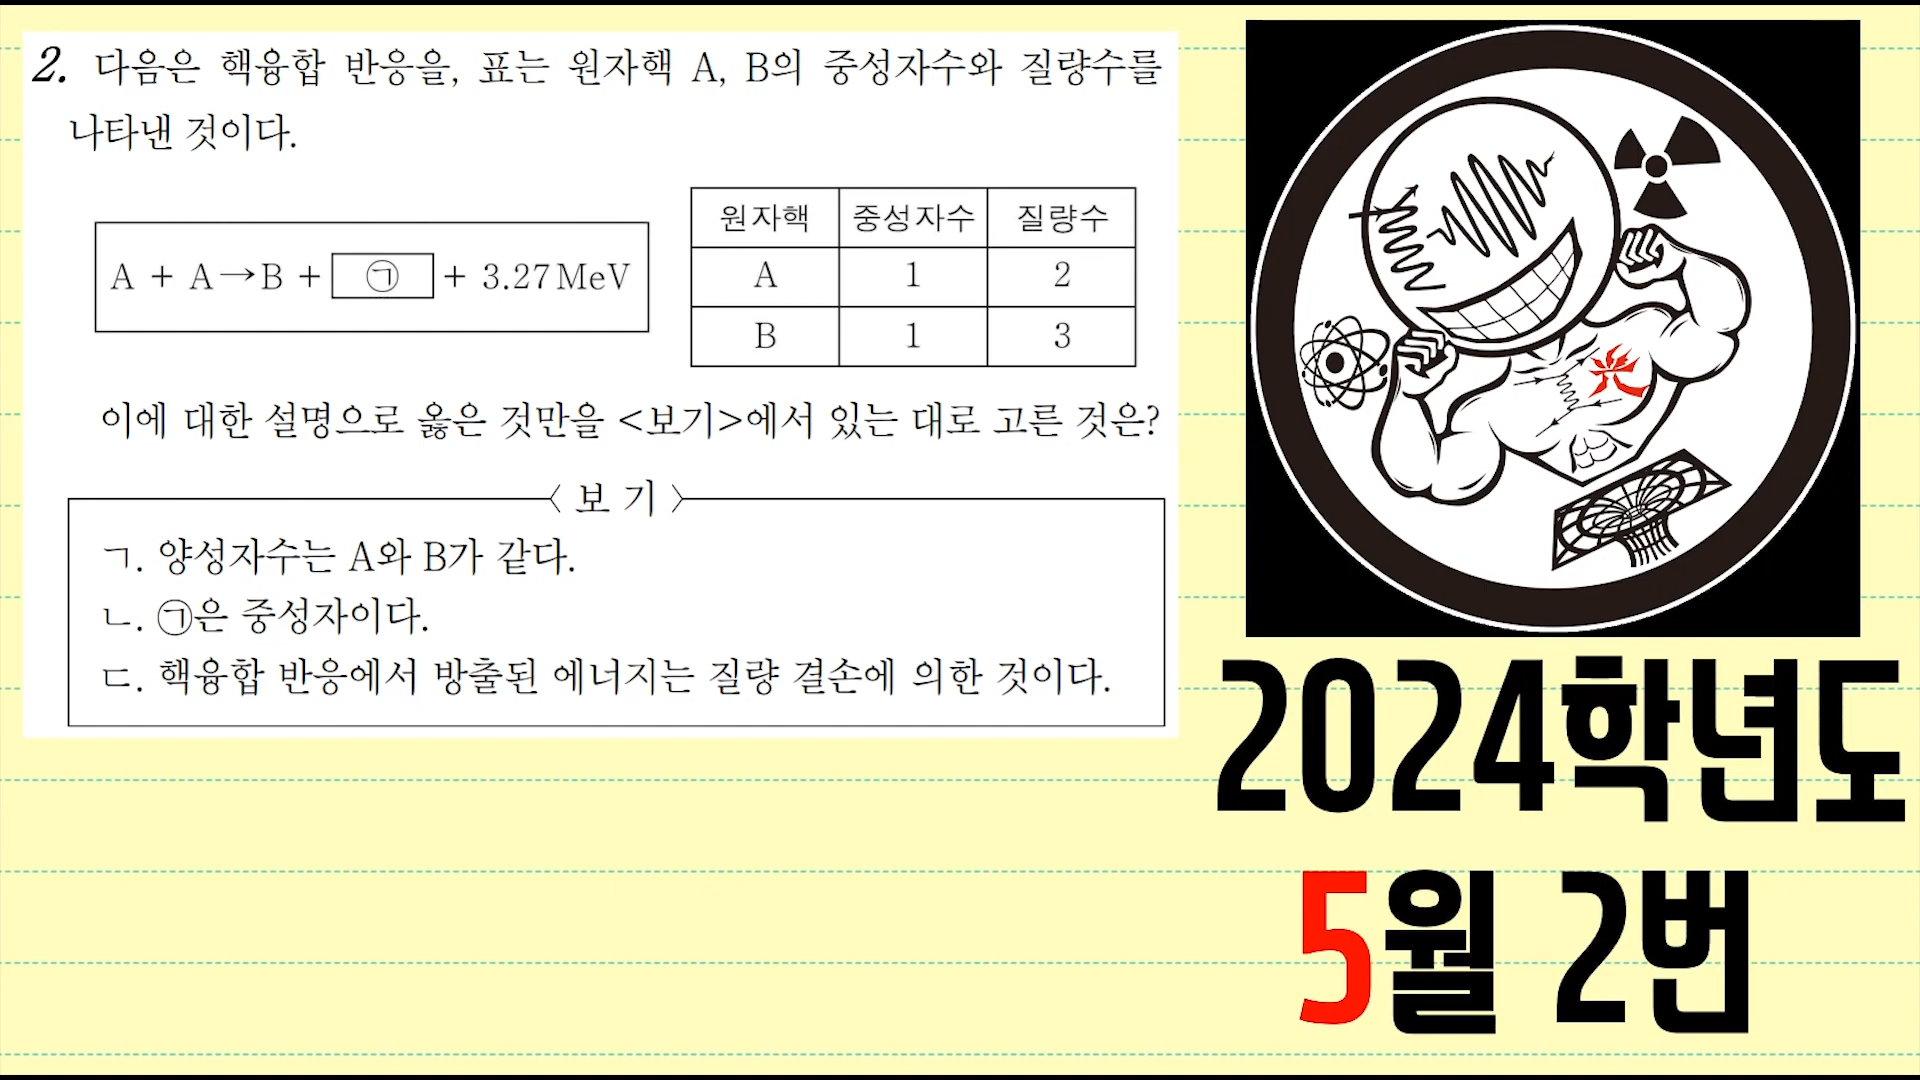 2. 다음은 핵융합 반응을, 표는 원자핵 A, B의 중성자수와 질량수를
나타낸 것이다.
A + A→B + ㉠ + 3.27MeV
원자핵 중성자수 질량수
A 1 2
B 1 3
이에 대한 설명으로 옳은 것만을 <보기>에서 있는 대로 고른 것은?
〈보 기〉
ㄱ. 양성자수는 A와 B가 같다.
ㄴ. ㉠은 중성자이다.
ㄷ. 핵융합 반응에서 방출된 에너지는 질량 결손에 의한 것이다.
2024학년도
5월 2번